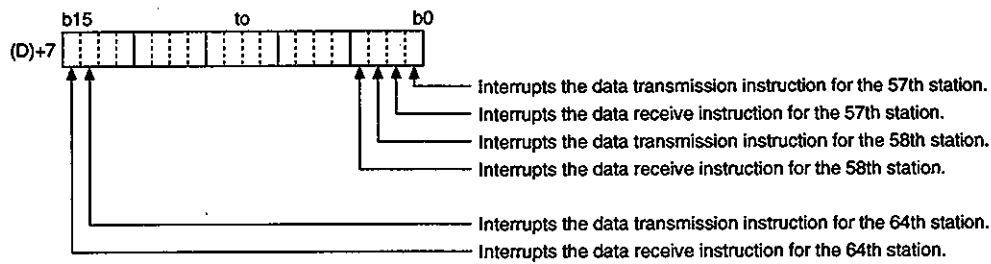 b15 to b0
(D)+7
Interrupts the data transmission instruction for the 57th station.
Interrupts the data receive instruction for the 57th station.
Interrupts the data transmission instruction for the 58th station.
Interrupts the data receive instruction for the 58th station.
Interrupts the data transmission instruction for the 64th station.
Interrupts the data receive instruction for the 64th station.